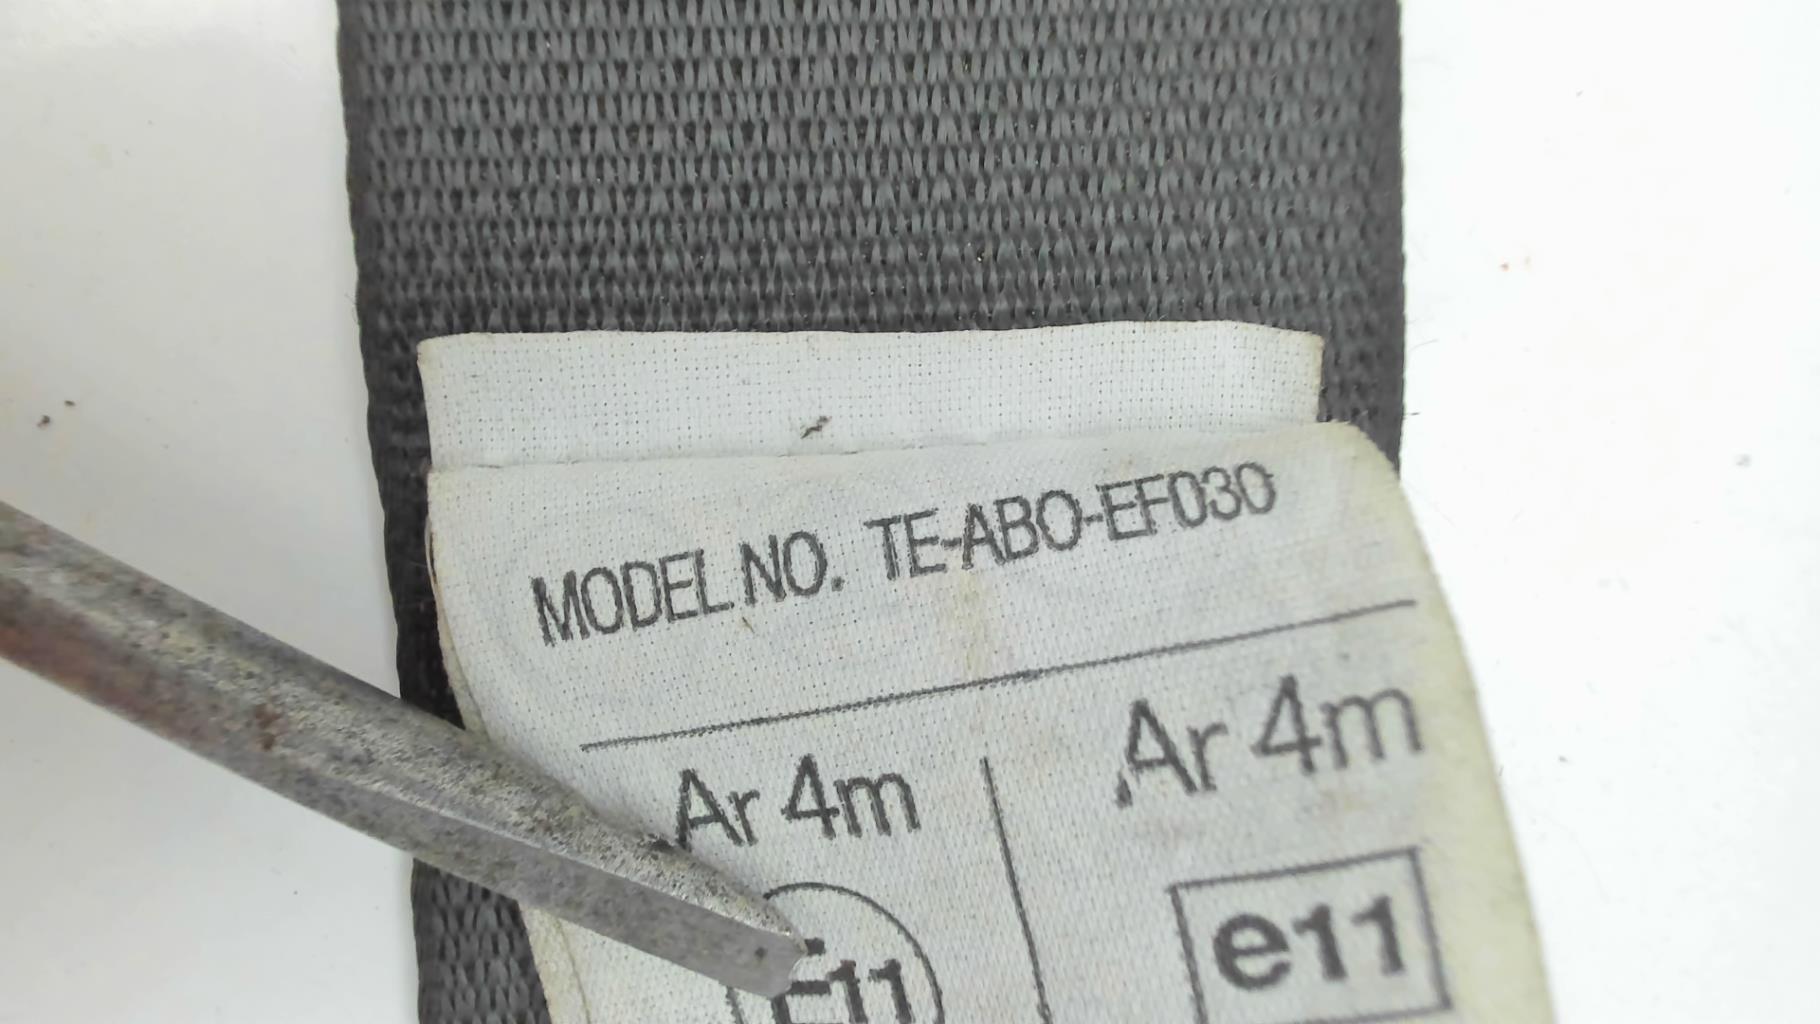 MODEL NO. TE-ABO-EF030
Ar 4m Ar 4m
E11 e11